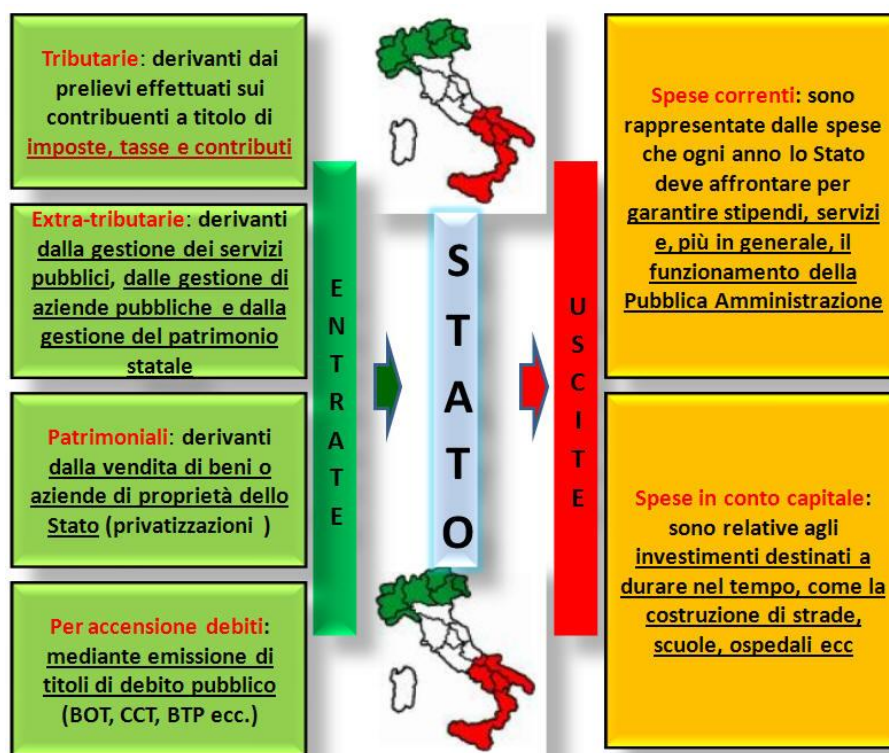 Tributarie: derivanti dai
prelievi effettuati sui
contribuenti a titolo di
imposte, tasse e contributi
Extra-tributarie: derivanti
dalla gestione dei servizi
pubblici, dalle gestione di
aziende pubbliche e dalla
gestione del patrimonio
statale
Patrimoniali: derivanti
dalla vendita di beni o
aziende di proprietà dello
Stato (privatizzazioni )
Per accensione debiti:
mediante emissione di
titoli di debito pubblico
(BOT, CCT, BTP ecc.)
ENTRATE
STATO
USCITE
Spese correnti: sono
rappresentate dalle spese
che ogni anno lo Stato
deve affrontare per
garantire stipendi, servizi
e, più in generale, il
funzionamento della
Pubblica Amministrazione
Spese in conto capitale:
sono relative agli
investimenti destinati a
durare nel tempo, come la
costruzione di strade,
scuole, ospedali ecc